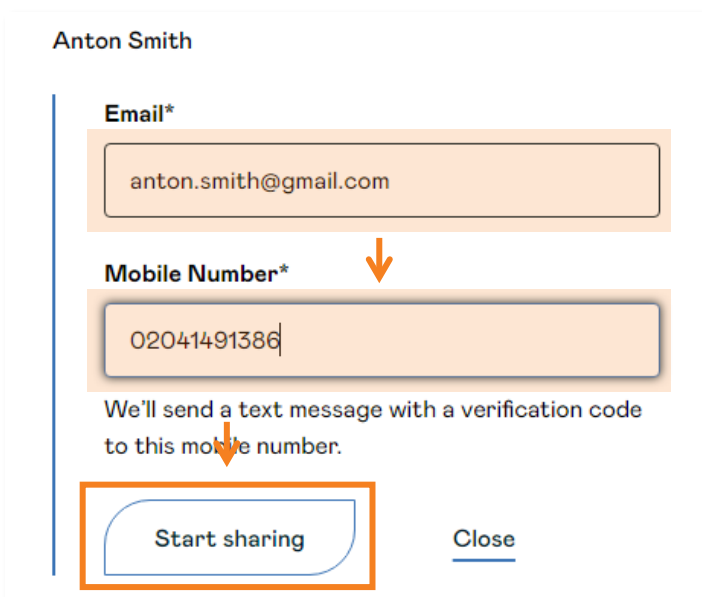 Anton Smith
Email*
anton.smith@gmail.com
Mobile Number*
02041491386
We'll send a text message with a verification code
to this mobile number.
Start sharing
Close